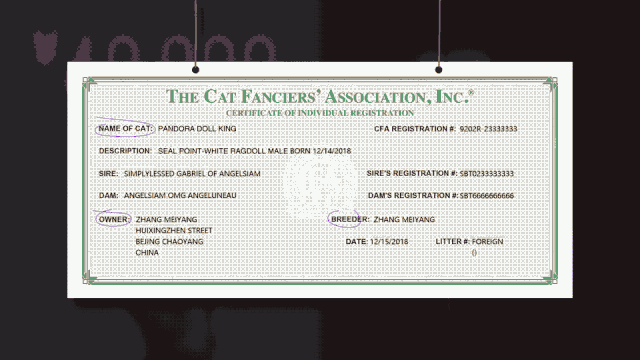 ¥49,999
THE CAT FANCIERS' ASSOCIATION, INC.®
CERTIFICATE OF INDIVIDUAL REGISTRATION
NAME OF CAT: PANDORA DOLL KING CFA REGISTRATION #: 9202R 23333333
DESCRIPTION: SEAL POINT-WHITE RAGDOLL MALE BORN 12/14/2018
SIRE: SIMPLYLESSED GABRIEL OF ANGELSIAM SIRE'S REGISTRATION #: SBT0233333333
DAM: ANGELSIAM OMG ANGELUNEAU DAM'S REGISTRATION #: SBT6666666666
OWNER: ZHANG MEIYANG BREEDER: ZHANG MEIYANG
HUIXINGZHEN STREET
BEJING CHAOYANG DATE: 12/15/2018 LITTER #: FOREIGN
CHINA ()